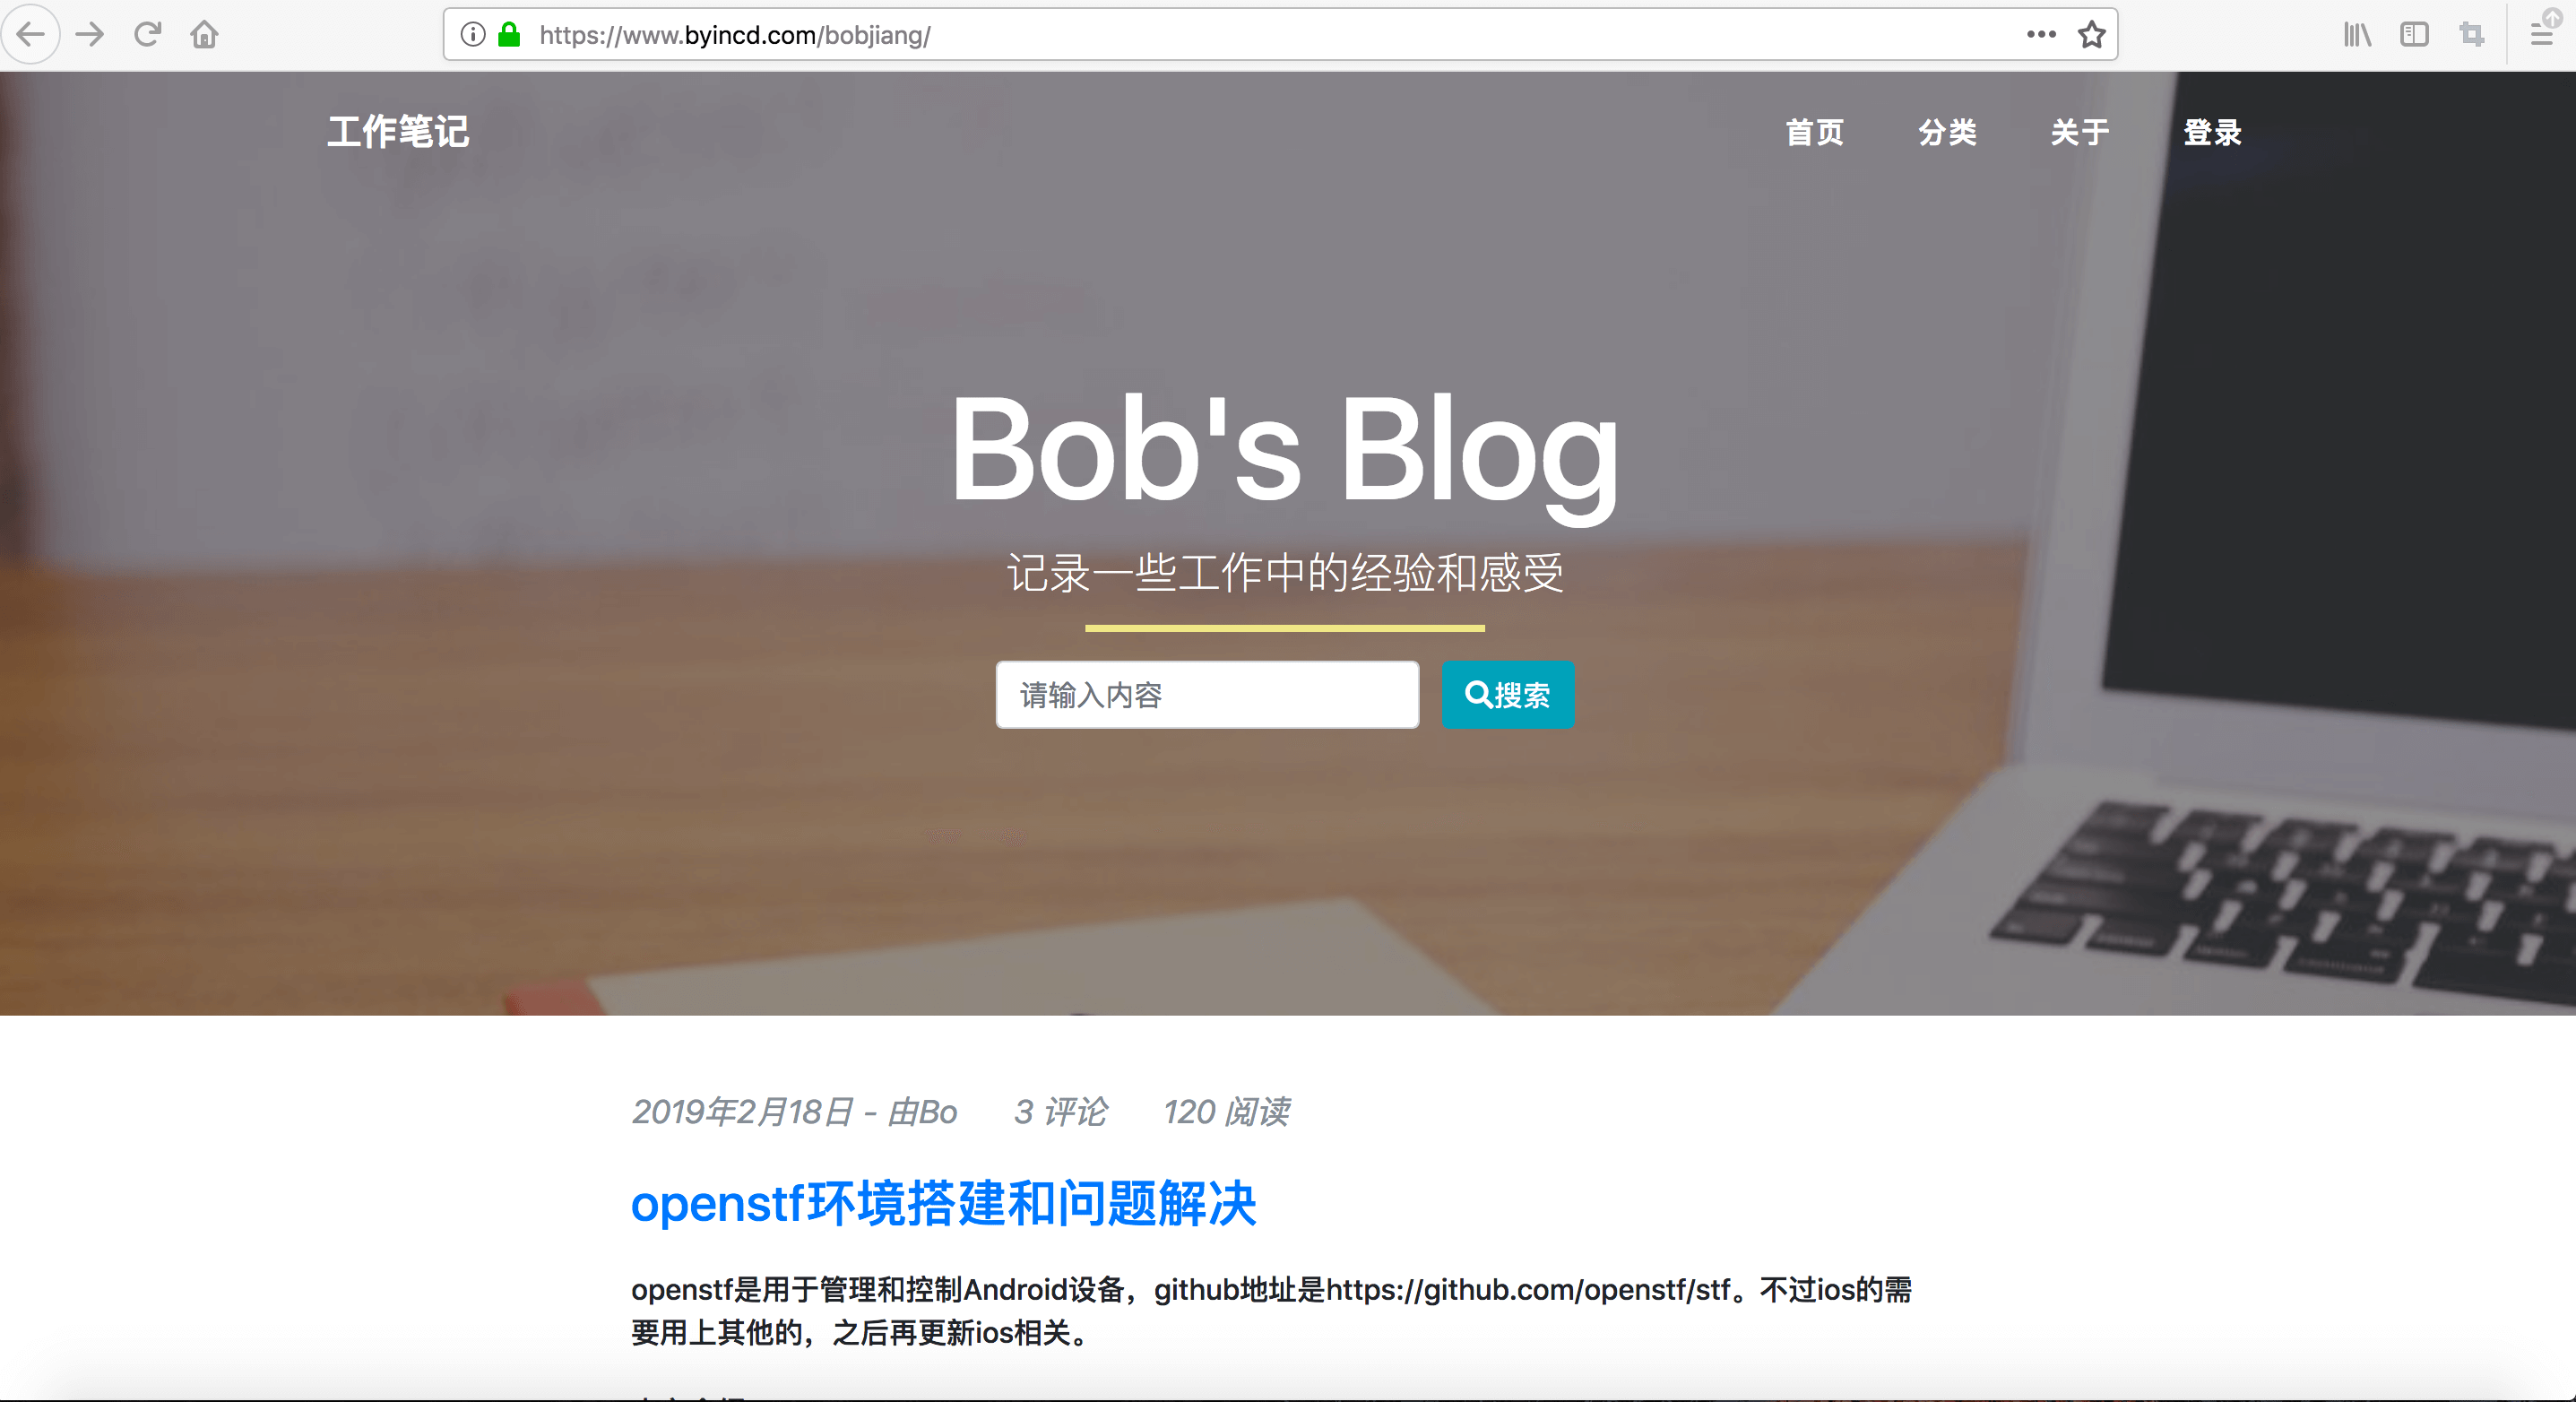 https://www.byincd.com/bobjiang/
工作笔记
首页 分类 关于 登录
Bob's Blog
记录一些工作中的经验和感受
请输入内容 搜索
2019年2月18日 - 由Bo 3 评论 120 阅读
openstf环境搭建和问题解决
openstf是用于管理和控制Android设备，github地址是https://github.com/openstf/stf。不过ios的需
要用上其他的，之后再更新ios相关。